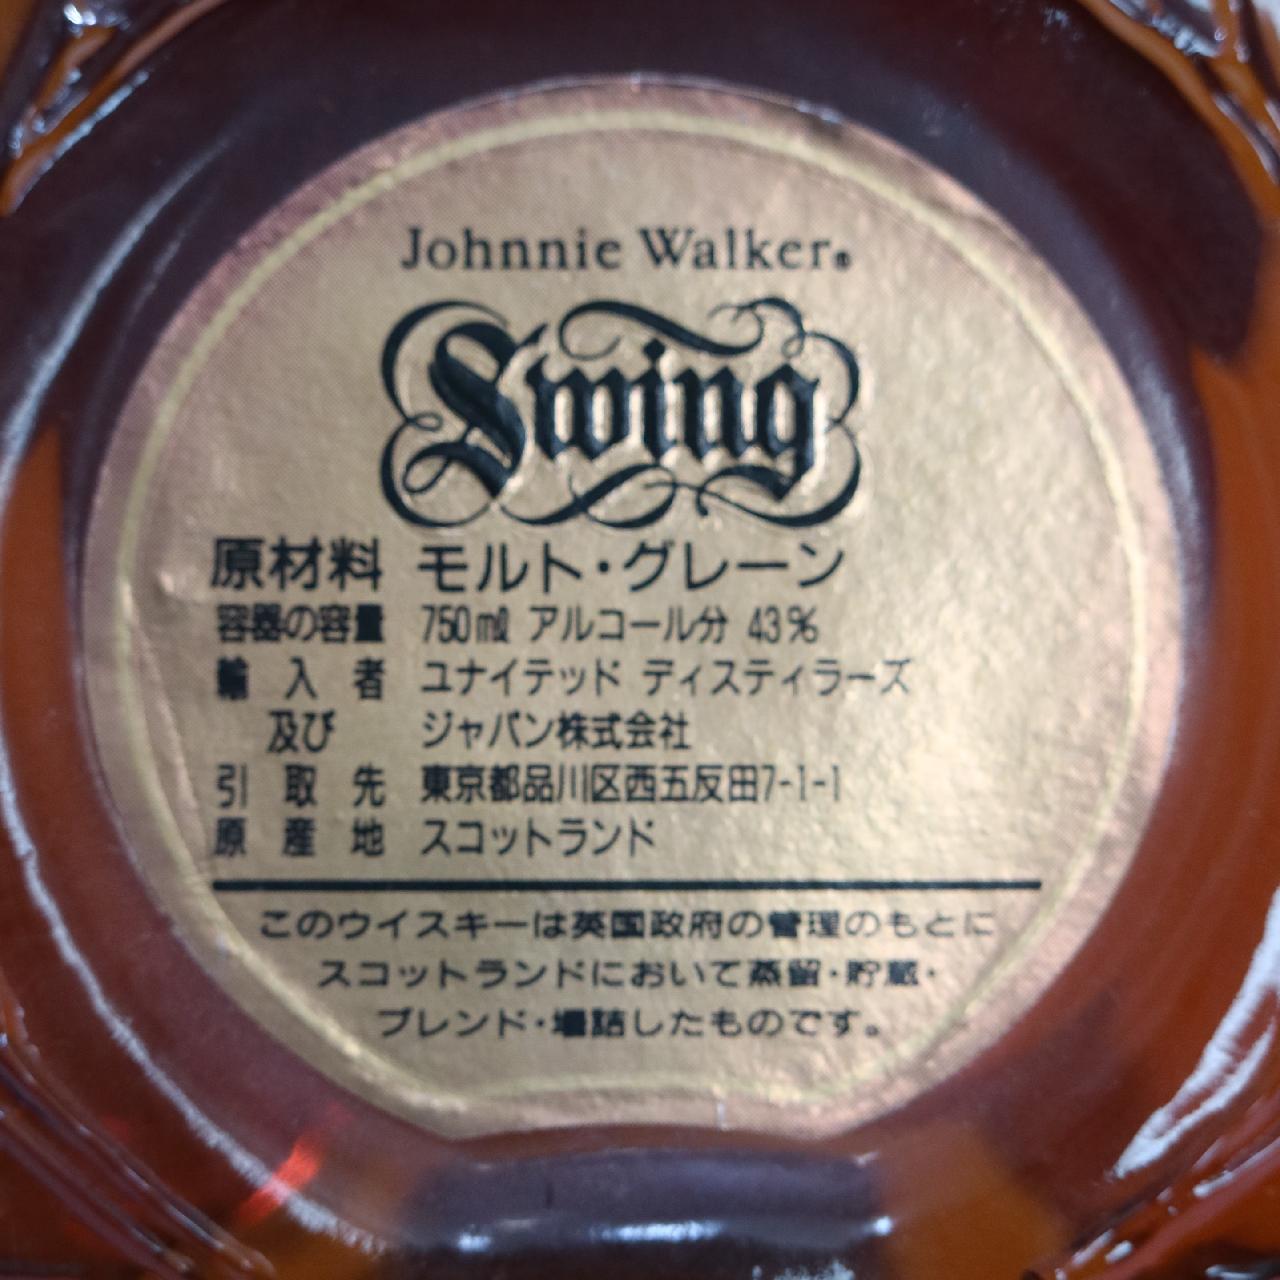 Johnnie Walker®
Swing
原材料 モルト・グレーン
容器の容量 750mℓ アルコール分 43%
輸入者 ユナイテッド ディスティラーズ
及び ジャパン株式会社
引取先 東京都品川区西五反田7-1-1
原産地 スコットランド
このウイスキーは英国政府の管理のもとに
スコットランドにおいて蒸留・貯蔵・
ブレンド・壜詰したものです。